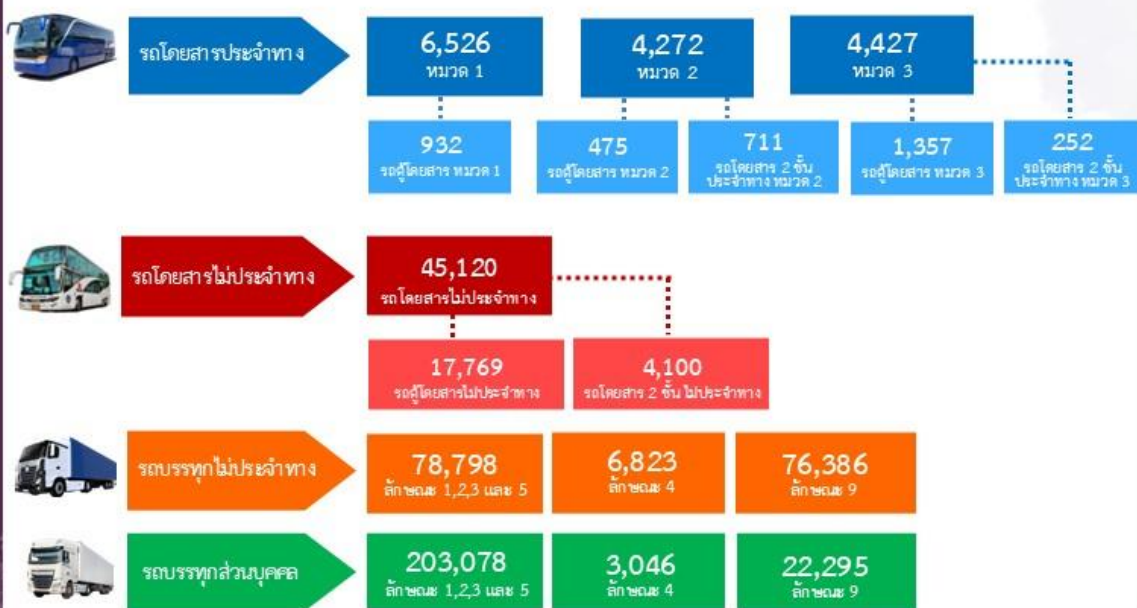 รถโดยสารประจำทาง
6,526
หมวด 1
4,272
หมวด 2
4,427
หมวด 3
932
รถตู้โดยสาร หมวด 1
475
รถตู้โดยสาร หมวด 2
711
รถโดยสาร 2 ชั้น
ประจำทาง หมวด 2
1,357
รถตู้โดยสาร หมวด 3
252
รถโดยสาร 2 ชั้น
ประจำทาง หมวด 3
รถโดยสารไม่ประจำทาง
45,120
รถโดยสารไม่ประจำทาง
17,769
รถตู้โดยสารไม่ประจำทาง
4,100
รถโดยสาร 2 ชั้น ไม่ประจำทาง
รถบรรทุกไม่ประจำทาง
78,798
ลักษณะ 1,2,3 และ 5
6,823
ลักษณะ 4
76,386
ลักษณะ 9
รถบรรทุกส่วนบุคคล
203,078
ลักษณะ 1,2,3 และ 5
3,046
ลักษณะ 4
22,295
ลักษณะ 9